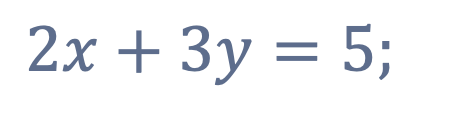 2x + 3y = 5;